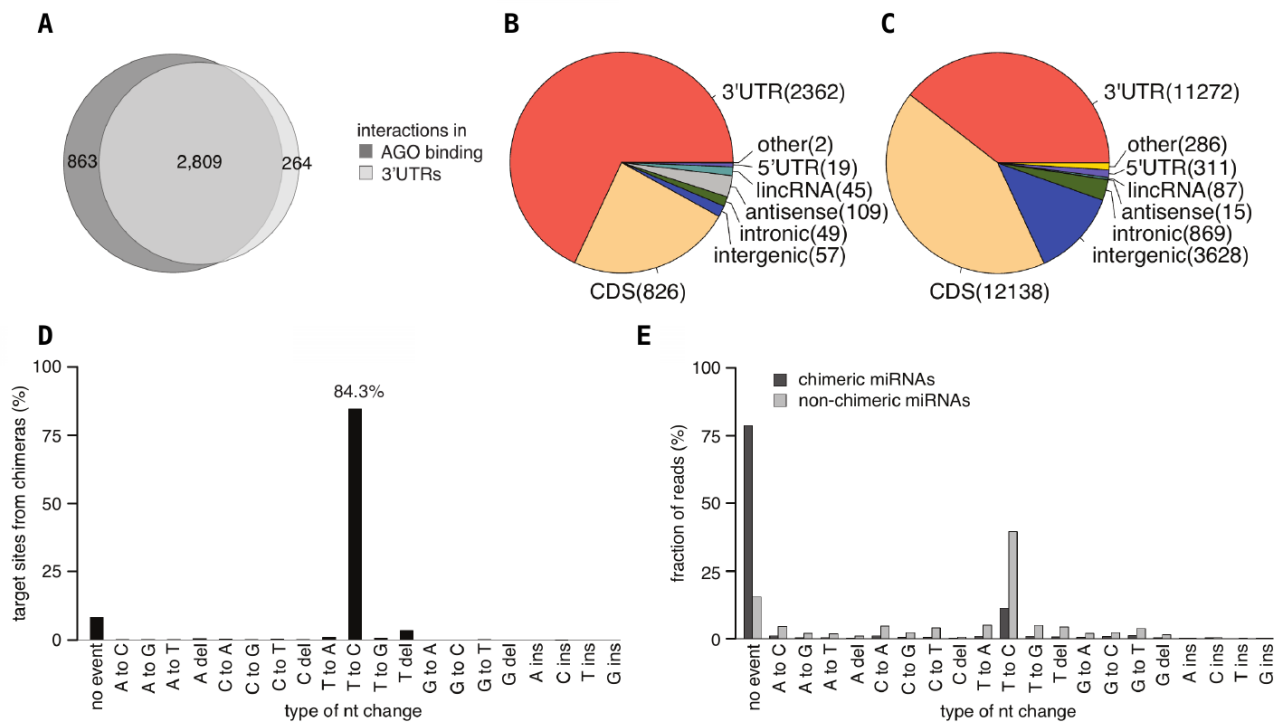 A
863
2,809
264
interactions in
AGO binding
3'UTRs
B
3'UTR(2362)
other(2)
5'UTR(19)
lincRNA(45)
antisense(109)
intronic(49)
intergenic(57)
CDS(826)
C
3'UTR(11272)
other(286)
5'UTR(311)
lincRNA(87)
antisense(15)
intronic(869)
intergenic(3628)
CDS(12138)
D
target sites from chimeras (%)
100
75
50
25
0
84.3%
no event
A to C
A to G
A to T
A del
C to A
C to G
C to T
C del
T to A
T to C
T to G
T del
G to A
G to C
G to T
G del
A ins
C ins
T ins
G ins
type of nt change
E
fraction of reads (%)
100
75
50
25
0
chimeric miRNAs
non-chimeric miRNAs
no event
A to C
A to G
A to T
A del
C to A
C to G
C to T
C del
T to A
T to C
T to G
T del
G to A
G to C
G to T
G del
A ins
C ins
T ins
G ins
type of nt change